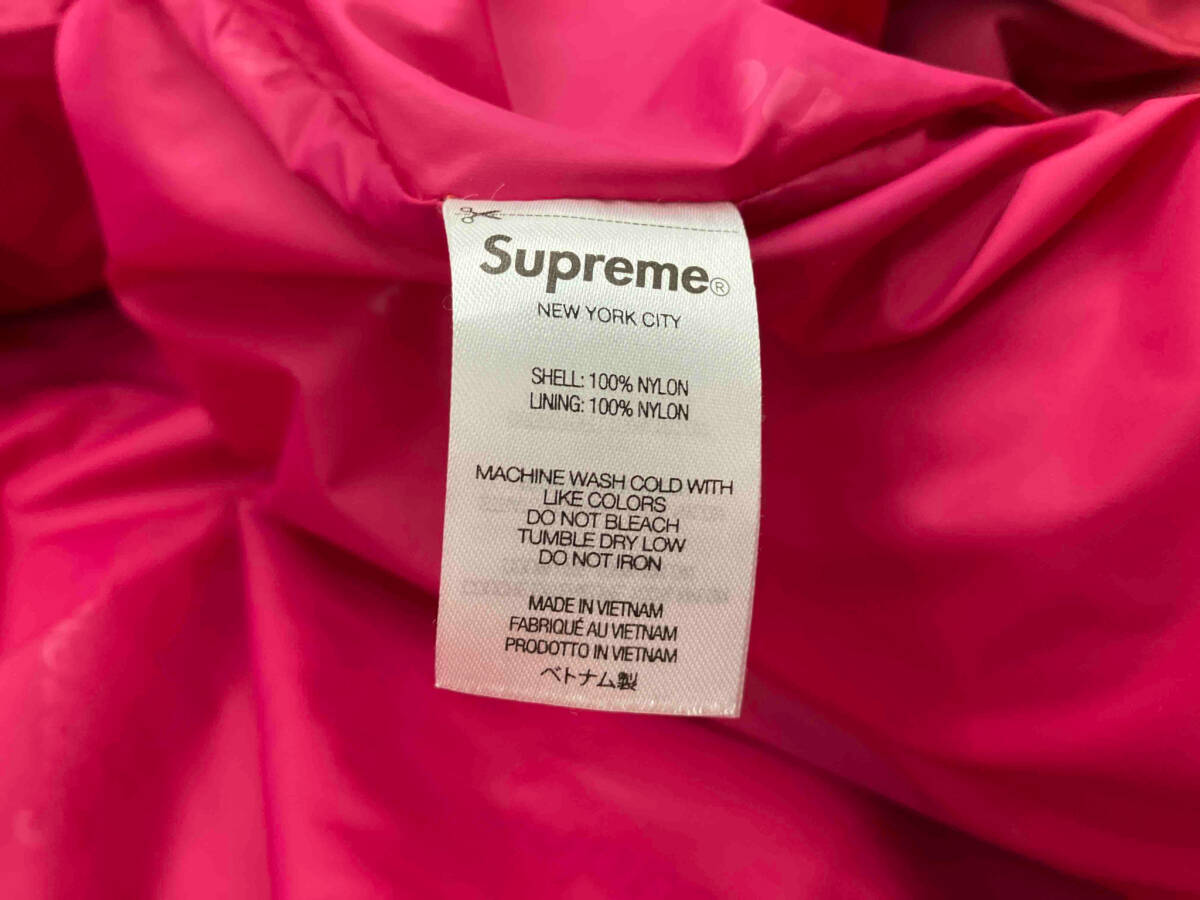 Supreme®
NEW YORK CITY
SHELL: 100% NYLON
LINING: 100% NYLON
MACHINE WASH COLD WITH
LIKE COLORS
DO NOT BLEACH
TUMBLE DRY LOW
DO NOT IRON
MADE IN VIETNAM
FABRIQUÉ AU VIETNAM
PRODOTTO IN VIETNAM
ベトナム製